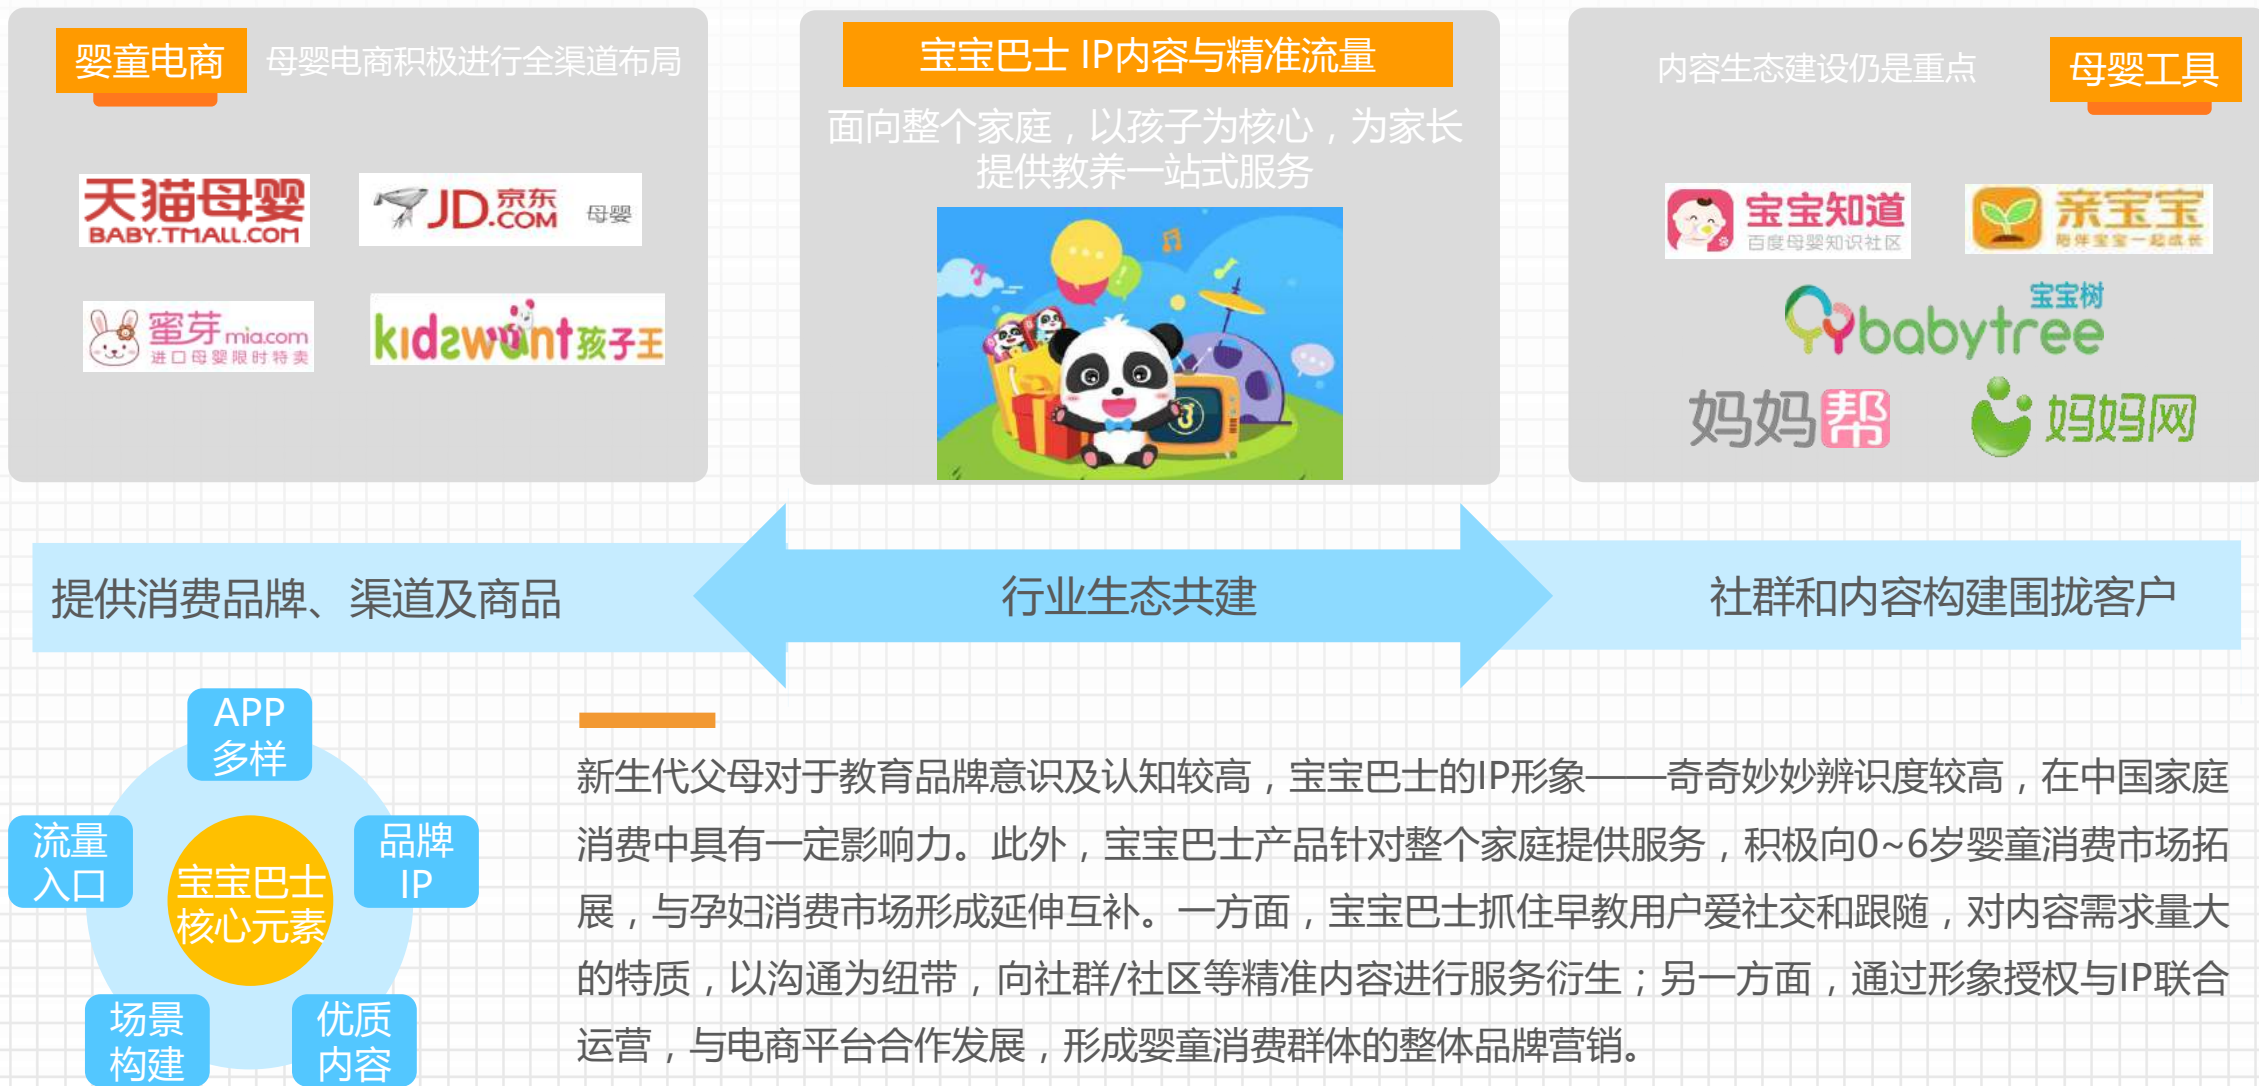 婴童电商
母婴电商积极进行全渠道布局
天猫母婴
BABY.TMALL.COM
JD.京东
.COM
母婴
蜜芽mia.com
进口母婴限时特卖
kidswant孩子王
宝宝巴士 IP内容与精准流量
面向整个家庭，以孩子为核心，为家长
提供教养一站式服务
内容生态建设仍是重点
母婴工具
宝宝知道
百度母婴知识社区
亲宝宝
陪伴宝宝一起成长
宝宝树
babytree
妈妈帮
妈妈网
提供消费品牌、渠道及商品
行业生态共建
社群和内容构建围拢客户
APP
多样
流量
入口
品牌
IP
宝宝巴士
核心元素
场景
构建
优质
内容
新生代父母对于教育品牌意识及认知较高，宝宝巴士的IP形象——奇奇妙妙辨识度较高，在中国家庭
消费中具有一定影响力。此外，宝宝巴士产品针对整个家庭提供服务，积极向0~6岁婴童消费市场拓
展，与孕妇消费市场形成延伸互补。一方面，宝宝巴士抓住早教用户爱社交和跟随，对内容需求量大
的特质，以沟通为纽带，向社群/社区等精准内容进行服务衍生；另一方面，通过形象授权与IP联合
运营，与电商平台合作发展，形成婴童消费群体的整体品牌营销。